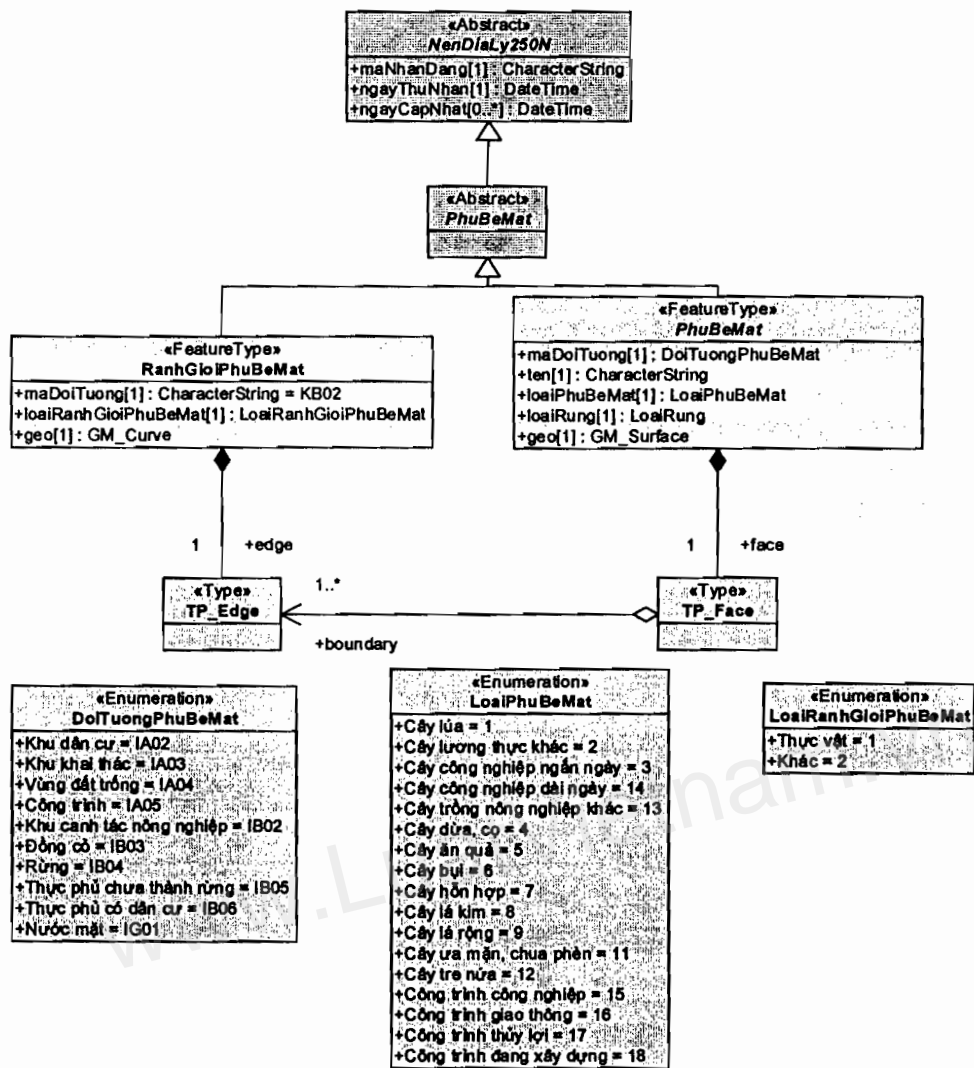 «Abstract»
NenDiaLy250N
+maNhanDang[1] : CharacterString
+ngayThuNhan[1] : DateTime
+ngayCapNhat[0..*] : DateTime
«Abstract»
PhuBeMat
«FeatureType»
RanhGioiPhuBeMat
+maDoiTuong[1] : CharacterString = KB02
+loaiRanhGioiPhuBeMat[1] : LoaiRanhGioiPhuBeMat
+geo[1] : GM_Curve
«FeatureType»
PhuBeMat
+maDoiTuong[1] : DoiTuongPhuBeMat
+ten[1] : CharacterString
+loaiPhuBeMat[1] : LoaiPhuBeMat
+loaiRung[1] : LoaiRung
+geo[1] : GM_Surface
1 +edge
1 +face
«Type»
TP_Edge
1..*
+boundary
«Type»
TP_Face
«Enumeration»
DoiTuongPhuBeMat
+Khu dân cư = IA02
+Khu khai thác = IA03
+Vùng đất trống = IA04
+Công trình = IA05
+Khu canh tác nông nghiệp = IB02
+Đồng cỏ = IB03
+Rừng = IB04
+Thực phủ chưa thành rừng = IB05
+Thực phủ có dân cư = IB06
+Nước mặt = IG01
«Enumeration»
LoaiPhuBeMat
+Cây lúa = 1
+Cây lương thực khác = 2
+Cây công nghiệp ngắn ngày = 3
+Cây công nghiệp dài ngày = 14
+Cây trồng nông nghiệp khác = 13
+Cây dừa, cọ = 4
+Cây ăn quả = 5
+Cây bụi = 6
+Cây hỗn hợp = 7
+Cây lá kim = 8
+Cây lá rộng = 9
+Cây ưa mặn, chua phèn = 11
+Cây tre nứa = 12
+Công trình công nghiệp = 15
+Công trình giao thông = 16
+Công trình thủy lợi = 17
+Công trình đang xây dựng = 18
«Enumeration»
LoaiRanhGioiPhuBeMat
+Thực vật = 1
+Khác = 2